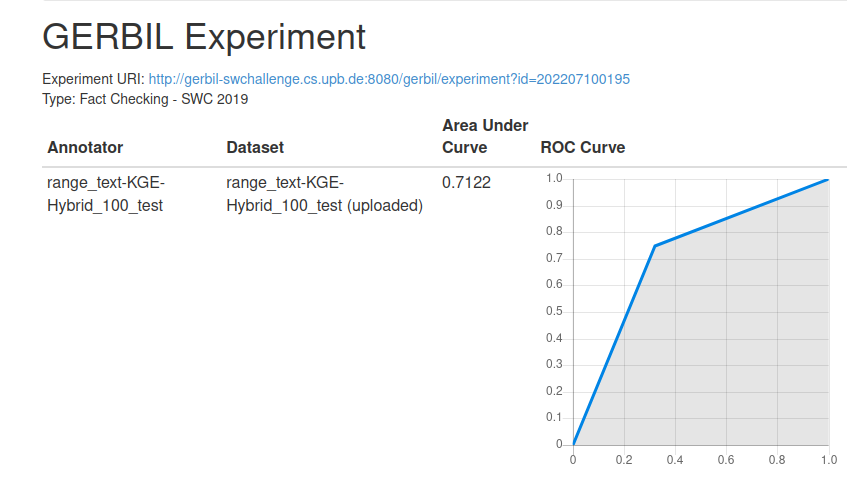 GERBIL Experiment
Experiment URI: http://gerbil-swchallenge.cs.upb.de:8080/gerbil/experiment?id=202207100195
Type: Fact Checking - SWC 2019
Annotator Dataset Area Under Curve ROC Curve
range_text-KGE- range_text-KGE- 0.7122
Hybrid_100_test Hybrid_100_test (uploaded)
1.0
0.9
0.8
0.7
0.6
0.5
0.4
0.3
0.2
0.1
0
0 0.2 0.4 0.6 0.8 1.0